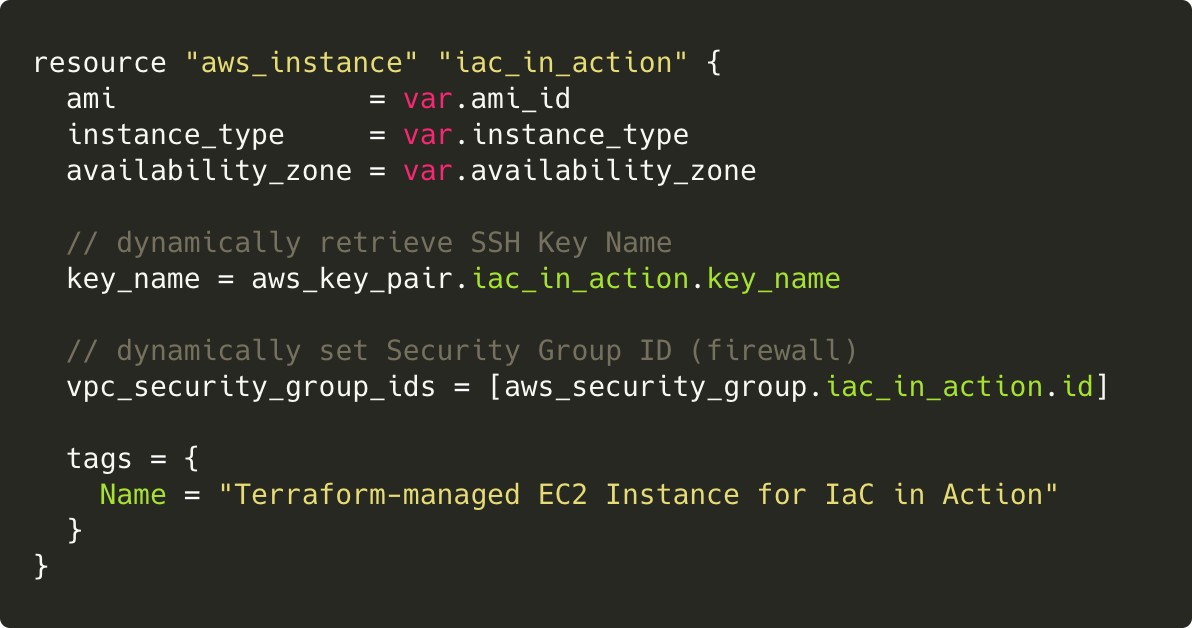 resource "aws_instance" "iac_in_action" {
  ami               = var.ami_id
  instance_type     = var.instance_type
  availability_zone = var.availability_zone

  // dynamically retrieve SSH Key Name
  key_name = aws_key_pair.iac_in_action.key_name

  // dynamically set Security Group ID (firewall)
  vpc_security_group_ids = [aws_security_group.iac_in_action.id]

  tags = {
    Name = "Terraform-managed EC2 Instance for IaC in Action"
  }
}